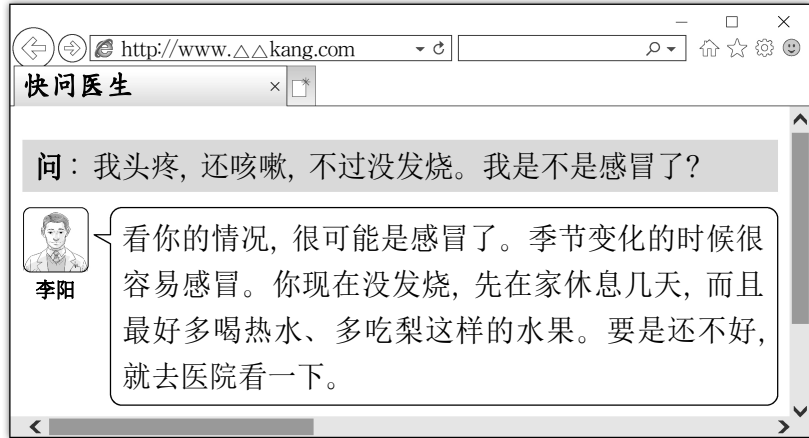 http://www.△△kang.com
快问医生
问：我头疼, 还咳嗽, 不过没发烧。我是不是感冒了?
看你的情况, 很可能是感冒了。季节变化的时候很
容易感冒。你现在没发烧, 先在家休息几天, 而且
最好多喝热水、多吃梨这样的水果。要是还不好,
就去医院看一下。
李阳